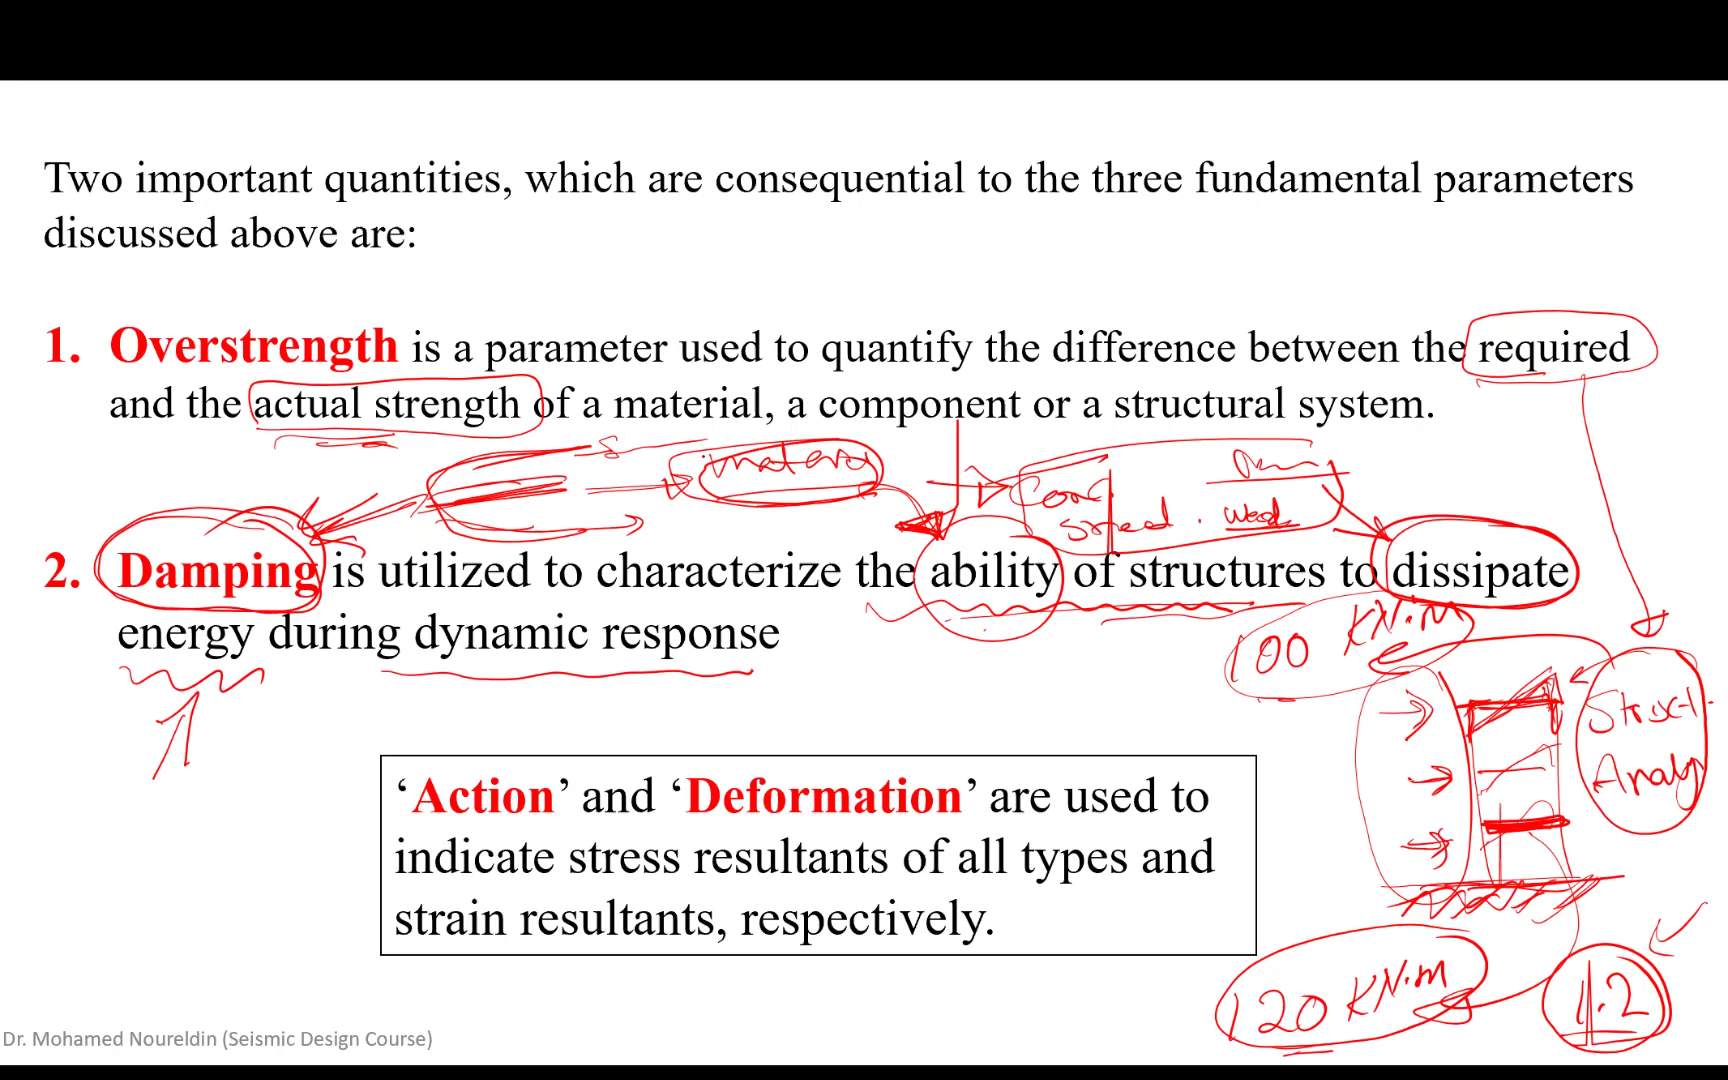 Two important quantities, which are consequential to the three fundamental parameters
discussed above are:
1. Overstrength is a parameter used to quantify the difference between the required
and the actual strength of a material, a component or a structural system.
material
Conc
weak
2. Damping is utilized to characterize the ability of structures to dissipate
energy during dynamic response
100 KN.m
Struct.
Analy
‘Action’ and ‘Deformation’ are used to
indicate stress resultants of all types and
strain resultants, respectively.
120 KN.m
1.2
Dr. Mohamed Noureldin (Seismic Design Course)